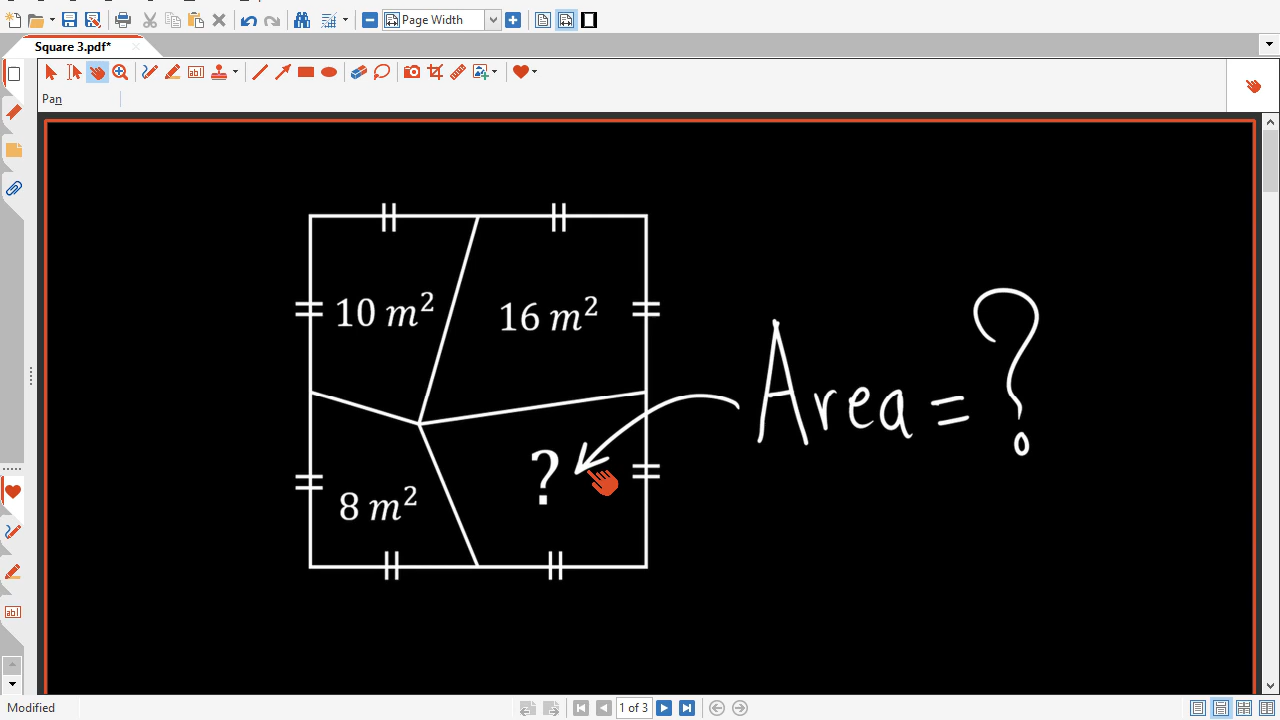 Page Width
Square 3.pdf*
Pan
10 m²
16 m²
Area = ?
?
8 m²
Modified
1 of 3